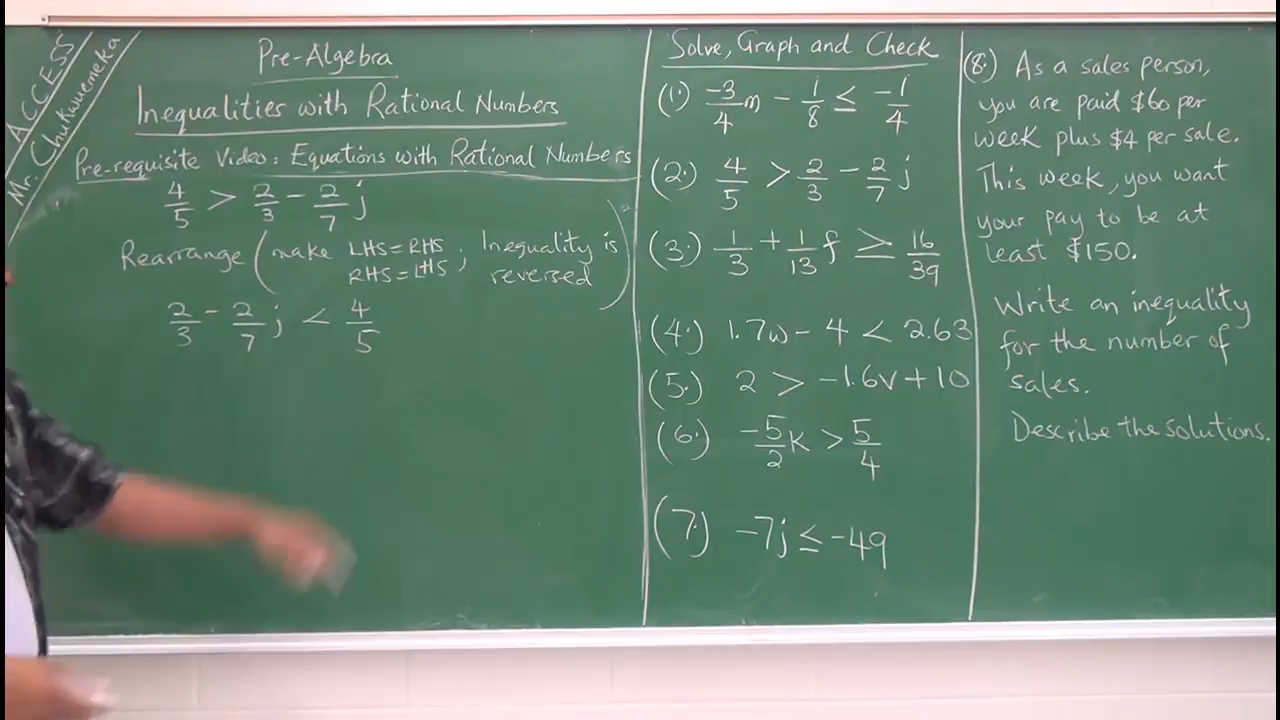 ACCESS
Mr. Chukwuemeka
Pre-Algebra
Inequalities with Rational Numbers
Pre-requisite Video: Equations with Rational Numbers
4/5 > 2/3 - 2/7 j
Rearrange (make LHS = RHS, RHS = LHS; Inequality is reversed)
2/3 - 2/7 j < 4/5
Solve, Graph and Check
(1.) -3/4 m - 1/8 ≤ -1/4
(2.) 4/5 > 2/3 - 2/7 j
(3.) 1/3 + 1/13 f ≥ 16/39
(4.) 1.7w - 4 < 2.63
(5.) 2 > -1.6v + 10
(6.) -5/2 k > 5/4
(7.) -7j ≤ -49
(8.) As a sales person,
you are paid $60 per
week plus $4 per sale.
This week, you want
your pay to be at
least $150.
Write an inequality
for the number of
sales.
Describe the solutions.